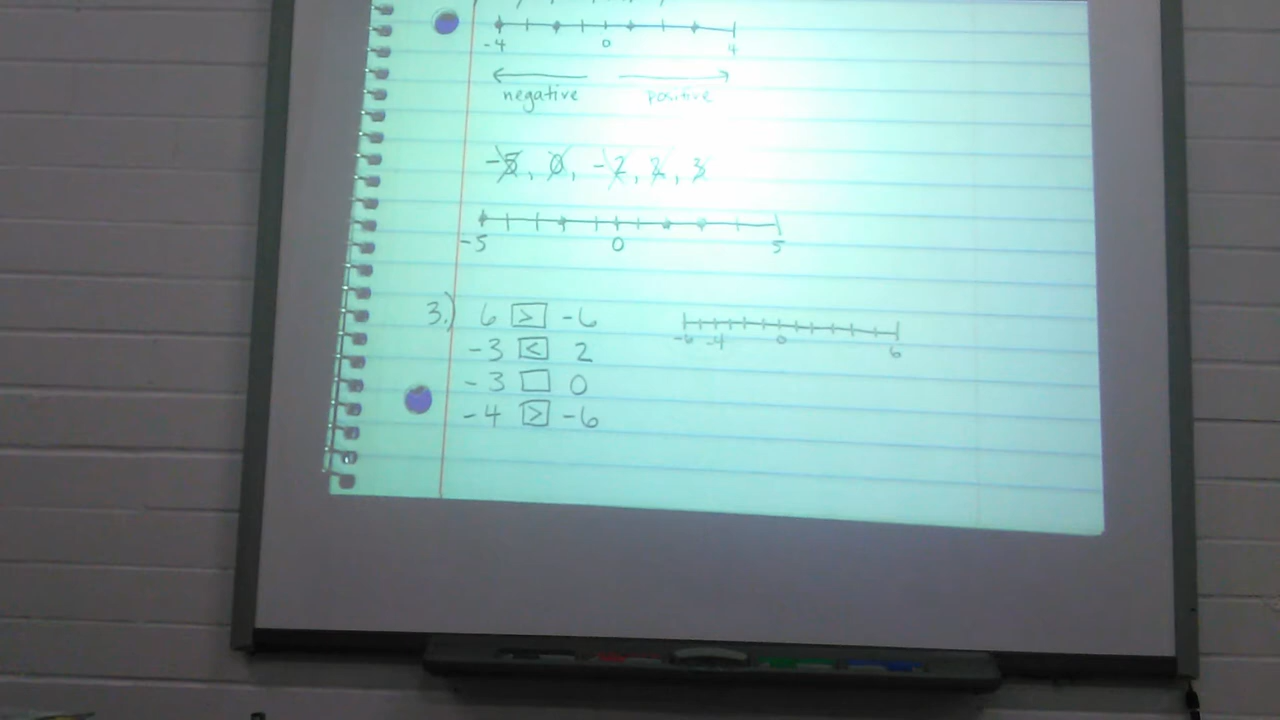 -4 0 4
negative positive
-5, 0, -2, 2, 3
-5 0 5
3.) 6 > -6
-6 -4 0 6
-3 < 2
-3 □ 0
-4 > -6